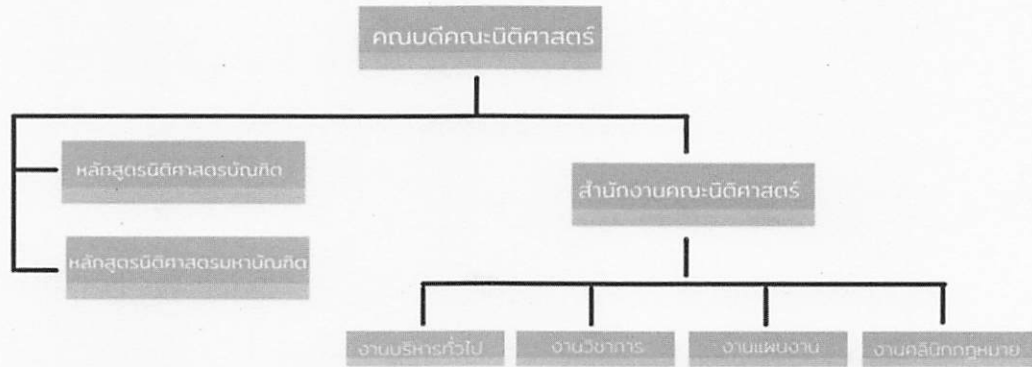 คณบดีคณะนิติศาสตร์
หลักสูตรนิติศาสตรบัณฑิต
สำนักงานคณะนิติศาสตร์
หลักสูตรนิติศาสตรมหาบัณฑิต
งานบริหารทั่วไป
งานวิชาการ
งานแผนงาน
งานคลินิกกฎหมาย